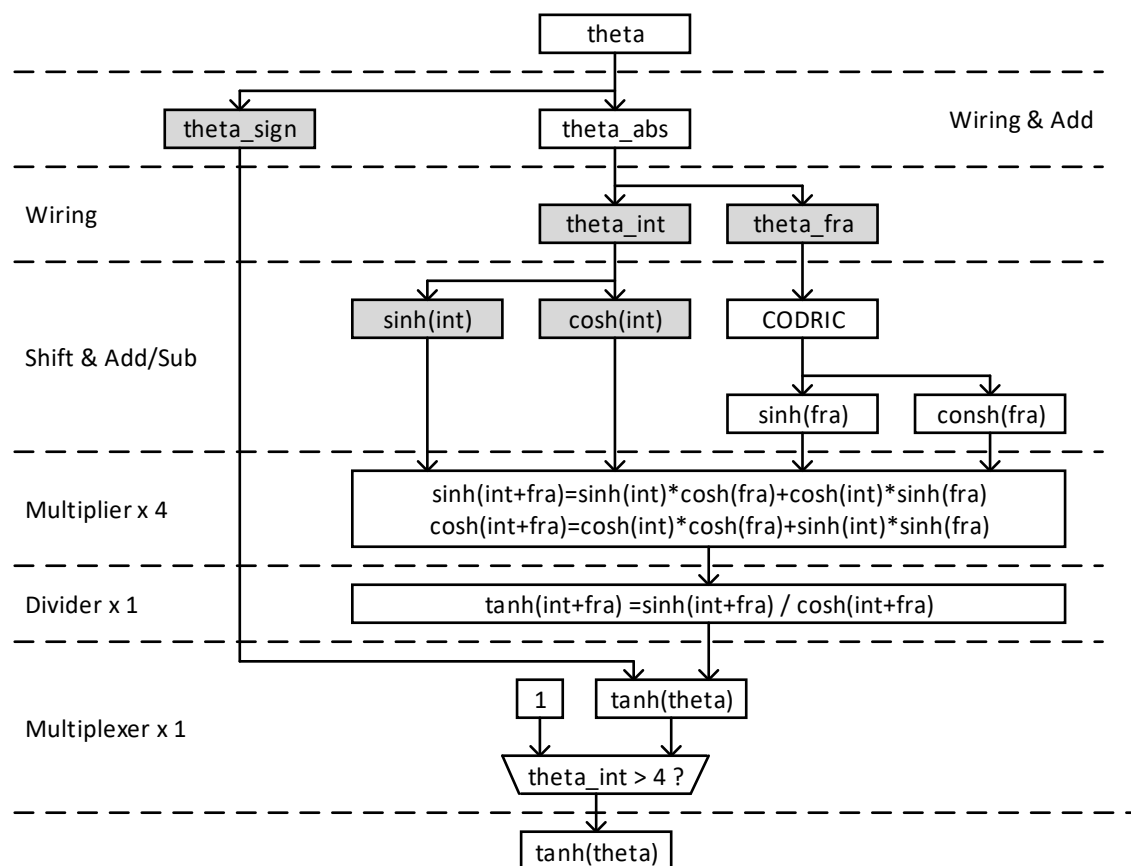 theta
theta_sign
theta_abs
Wiring & Add
Wiring
theta_int
theta_fra
sinh(int)
cosh(int)
CODRIC
Shift & Add/Sub
sinh(fra)
consh(fra)
Multiplier x 4
sinh(int+fra)=sinh(int)*cosh(fra)+cosh(int)*sinh(fra)
cosh(int+fra)=cosh(int)*cosh(fra)+sinh(int)*sinh(fra)
Divider x 1
tanh(int+fra) =sinh(int+fra) / cosh(int+fra)
1
tanh(theta)
Multiplexer x 1
theta_int > 4 ?
tanh(theta)